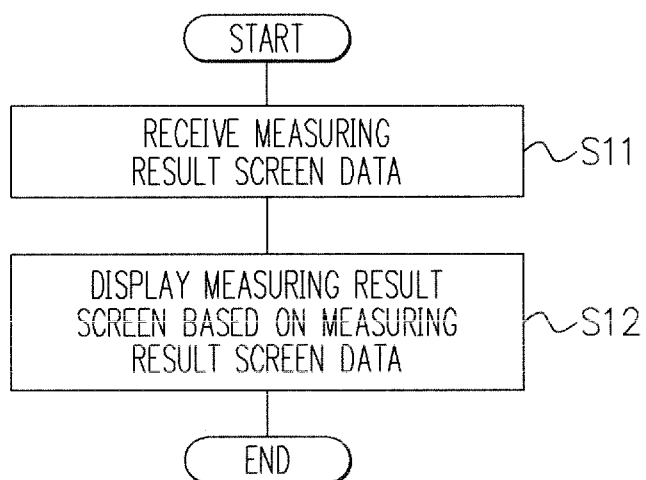 START
RECEIVE MEASURING
RESULT SCREEN DATA
S11
DISPLAY MEASURING RESULT
SCREEN BASED ON MEASURING
RESULT SCREEN DATA
S12
END